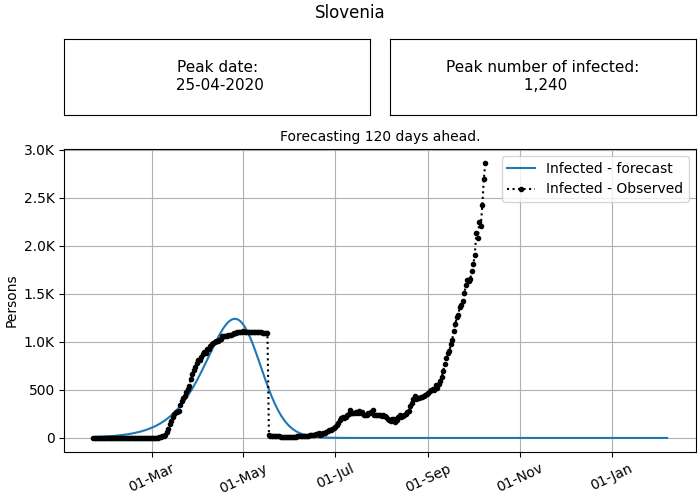 Slovenia
Peak date:
25-04-2020
Peak number of infected:
1,240
Forecasting 120 days ahead.
3.0K
2.5K
2.0K
1.5K
1.0K
500
0
Persons
Infected - forecast
Infected - Observed
01-Mar
01-May
01-Jul
01-Sep
01-Nov
01-Jan